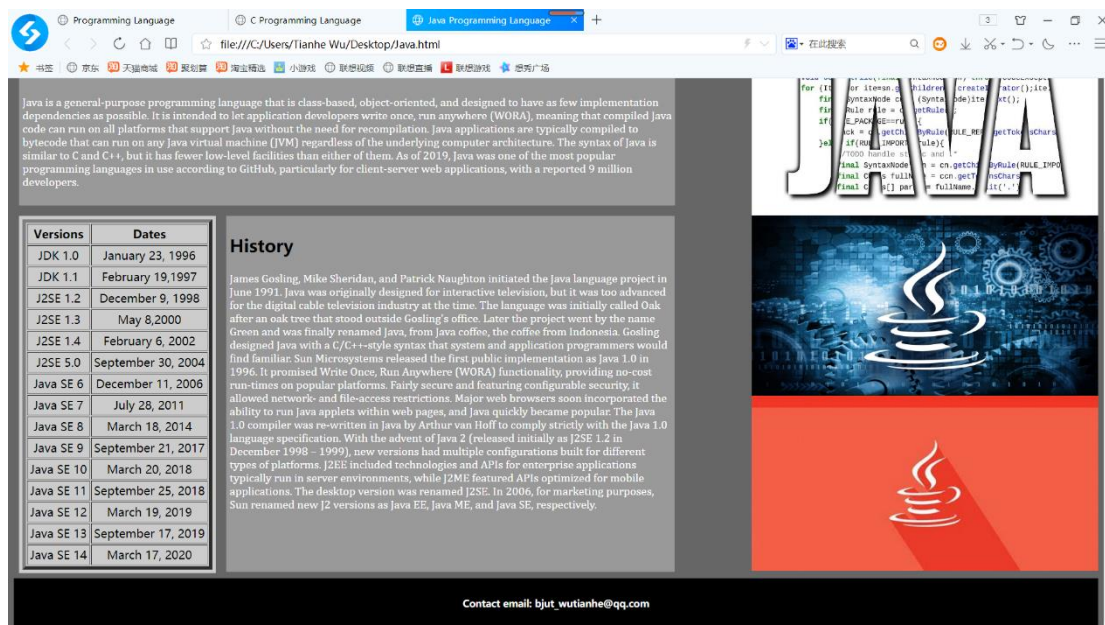 Programming Language
C Programming Language
Java Programming Language
3
file:///C:/Users/Tianhe Wu/Desktop/Java.html
在此搜索
书签 京东 天猫商城 聚划算 淘宝精选 小游戏 联想视频 联想直播 联想游戏 想秀广场
Java is a general-purpose programming language that is class-based, object-oriented, and designed to have as few implementation
dependencies as possible. It is intended to let application developers write once, run anywhere (WORA), meaning that compiled Java
code can run on all platforms that support Java without the need for recompilation. Java applications are typically compiled to
bytecode that can run on any Java virtual machine (JVM) regardless of the underlying computer architecture. The syntax of Java is
similar to C and C++, but it has fewer low-level facilities than either of them. As of 2019, Java was one of the most popular
programming languages in use according to GitHub, particularly for client-server web applications, with a reported 9 million
developers.
JAVA
Versions Dates
JDK 1.0 January 23, 1996
JDK 1.1 February 19,1997
J2SE 1.2 December 9, 1998
J2SE 1.3 May 8,2000
J2SE 1.4 February 6, 2002
J2SE 5.0 September 30, 2004
Java SE 6 December 11, 2006
Java SE 7 July 28, 2011
Java SE 8 March 18, 2014
Java SE 9 September 21, 2017
Java SE 10 March 20, 2018
Java SE 11 September 25, 2018
Java SE 12 March 19, 2019
Java SE 13 September 17, 2019
Java SE 14 March 17, 2020
History
James Gosling, Mike Sheridan, and Patrick Naughton initiated the Java language project in
June 1991. Java was originally designed for interactive television, but it was too advanced
for the digital cable television industry at the time. The language was initially called Oak
after an oak tree that stood outside Gosling's office. Later the project went by the name
Green and was finally renamed Java, from Java coffee, the coffee from Indonesia. Gosling
designed Java with a C/C++-style syntax that system and application programmers would
find familiar. Sun Microsystems released the first public implementation as Java 1.0 in
1996. It promised Write Once, Run Anywhere (WORA) functionality, providing no-cost
run-times on popular platforms. Fairly secure and featuring configurable security, it
allowed network- and file-access restrictions. Major web browsers soon incorporated the
ability to run Java applets within web pages, and Java quickly became popular. The Java
1.0 compiler was re-written in Java by Arthur van Hoff to comply strictly with the Java 1.0
language specification. With the advent of Java 2 (released initially as J2SE 1.2 in
December 1998 – 1999), new versions had multiple configurations built for different
types of platforms. J2EE included technologies and APIs for enterprise applications
typically run in server environments, while J2ME featured APIs optimized for mobile
applications. The desktop version was renamed J2SE. In 2006, for marketing purposes,
Sun renamed new J2 versions as Java EE, Java ME, and Java SE, respectively.
Contact email: bjut_wutianhe@qq.com